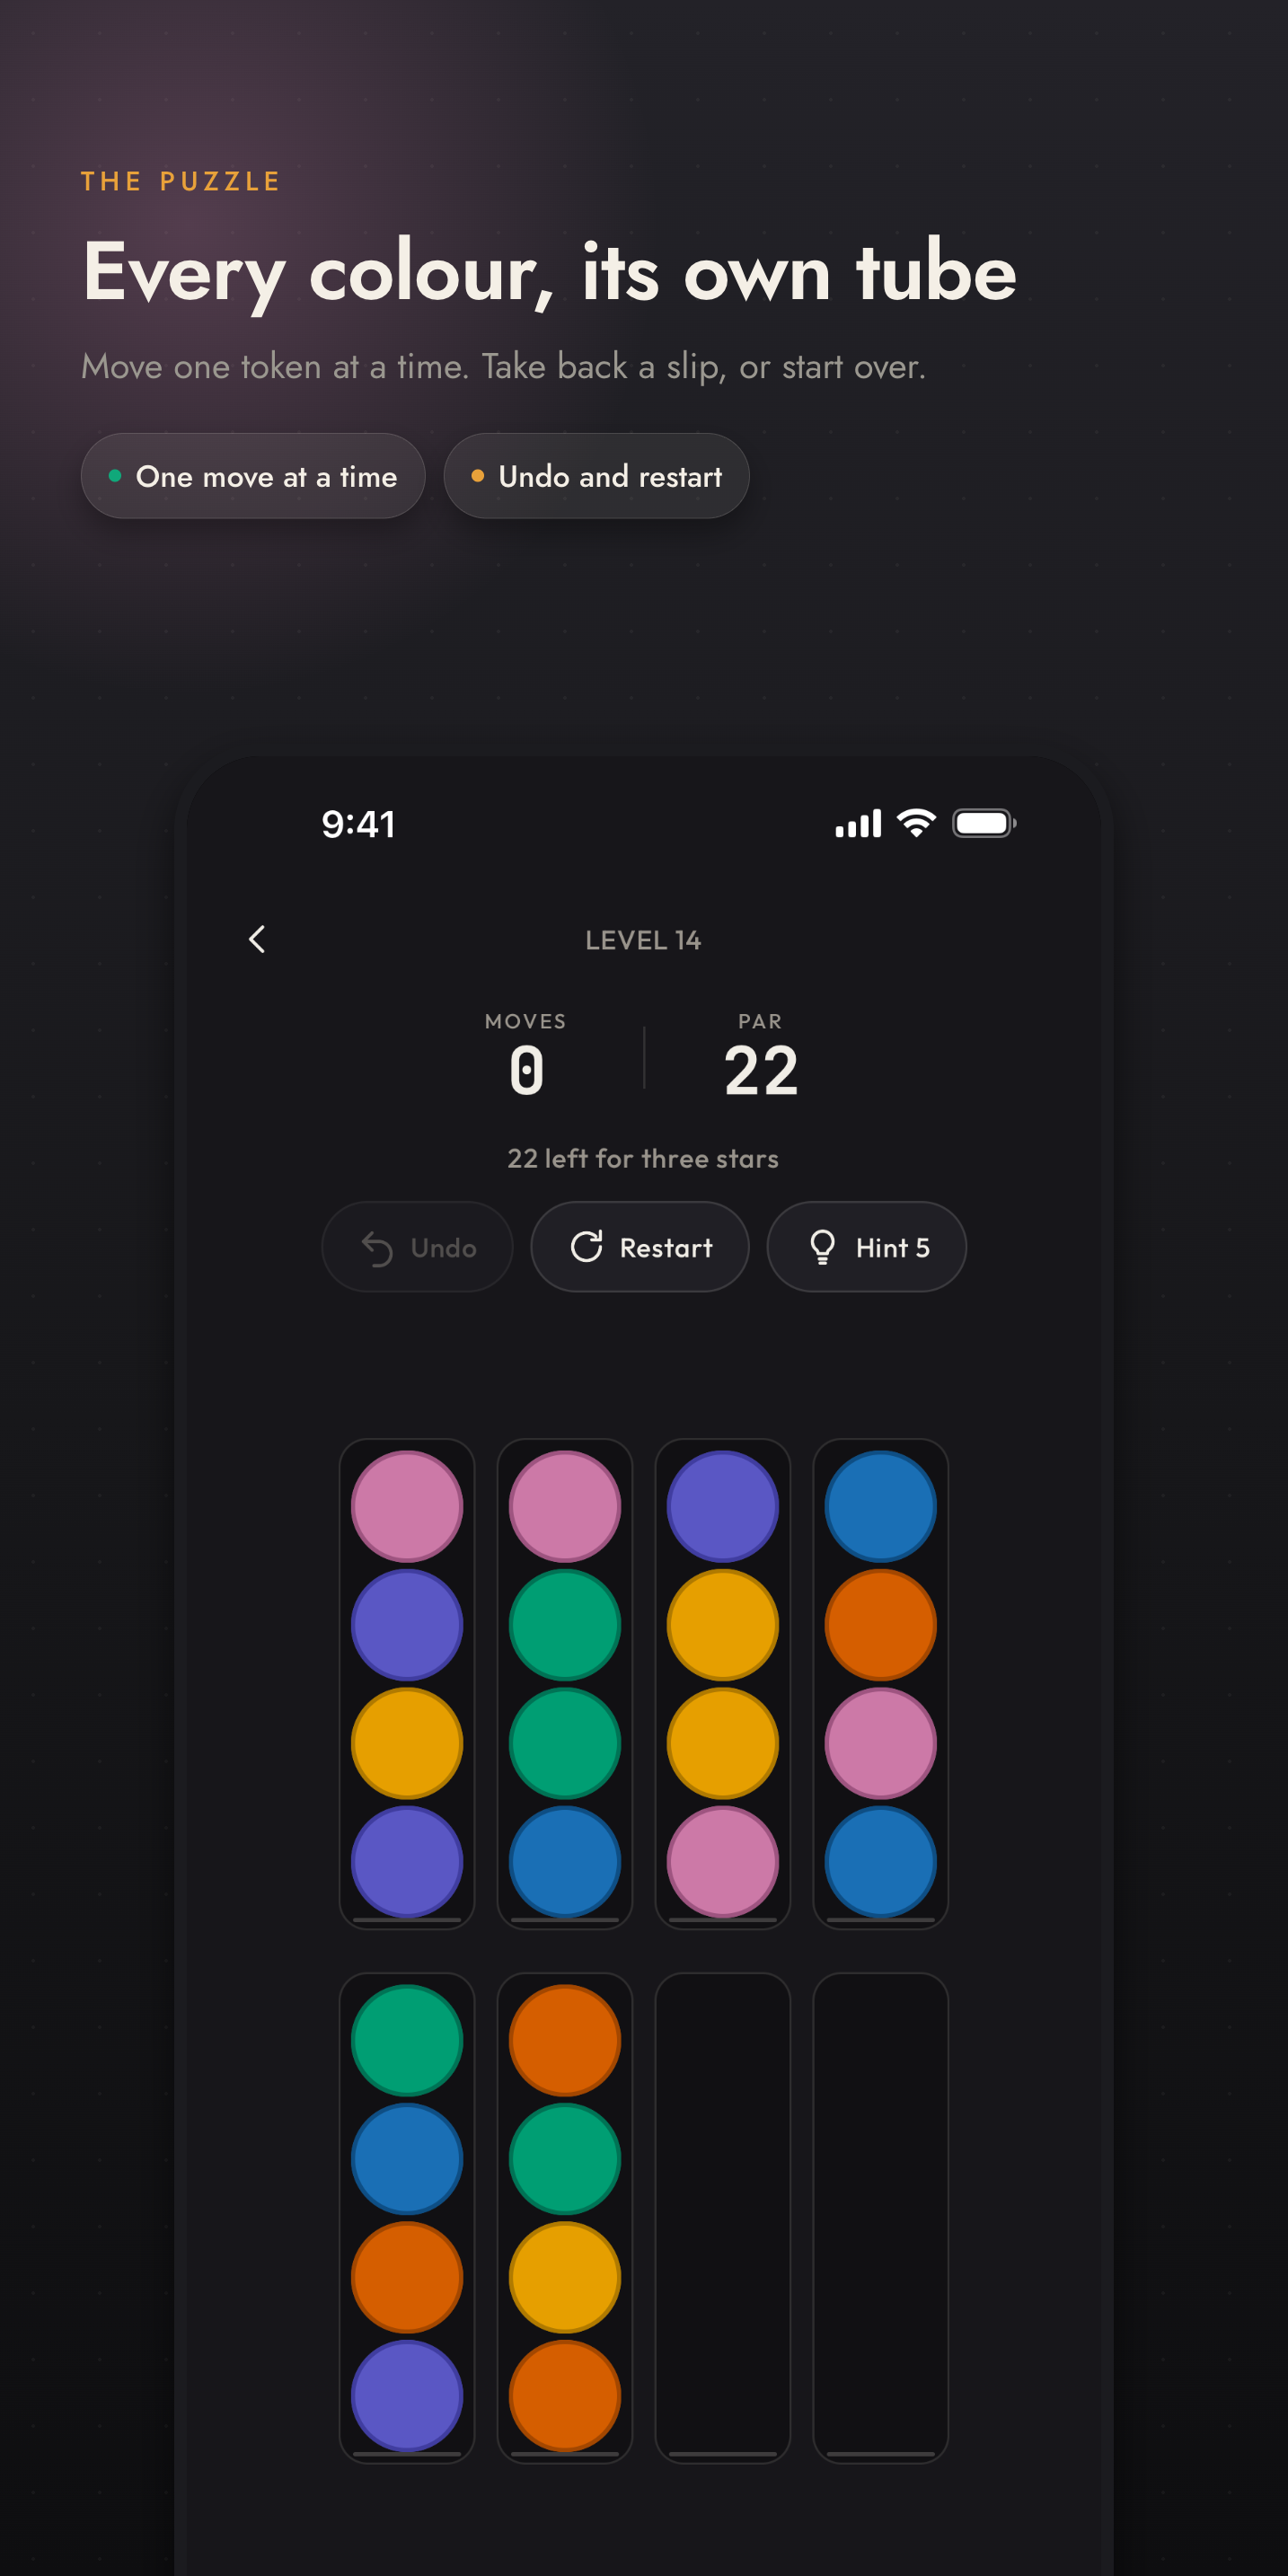 THE PUZZLE
Every colour, its own tube
Move one token at a time. Take back a slip, or start over.
One move at a time
Undo and restart
9:41
LEVEL 14
MOVES
0
PAR
22
22 left for three stars
Undo
Restart
Hint 5